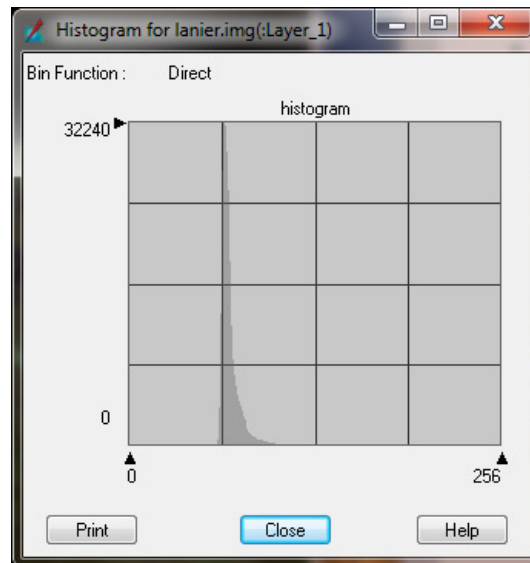 Histogram for lanier.img(:Layer_1)
Bin Function : Direct
histogram
32240
0
0 256
Print Close Help